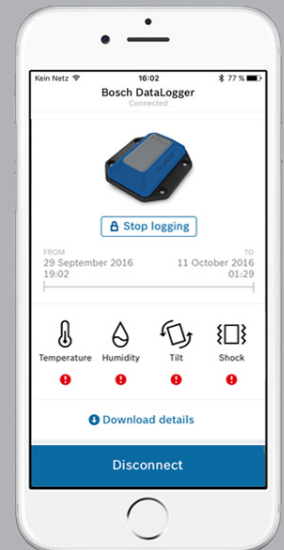 Kein Netz 16:02 77 %
Bosch DataLogger
Connected
Stop logging
FROM TO
29 September 2016 11 October 2016
19:02 01:29
Temperature Humidity Tilt Shock
Download details
Disconnect